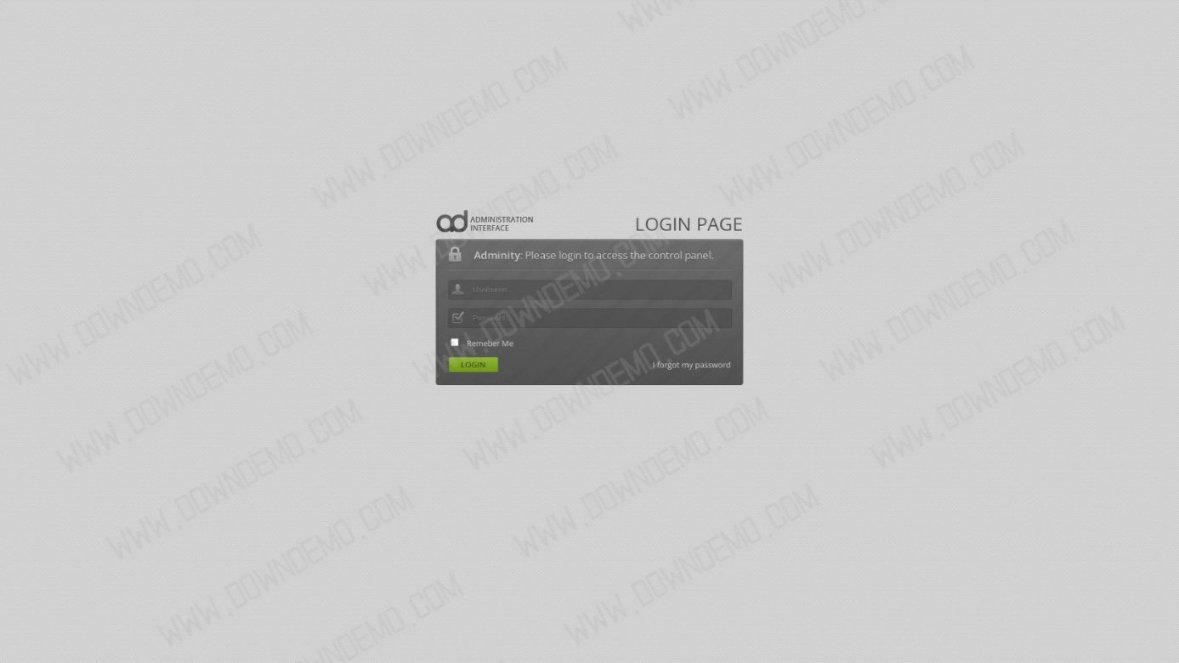 ad ADMINISTRATION
INTERFACE
LOGIN PAGE
Adminity: Please login to access the control panel.
Username
Password
Remeber Me
LOGIN
I forgot my password
WWW.DOWNDEMO.COM